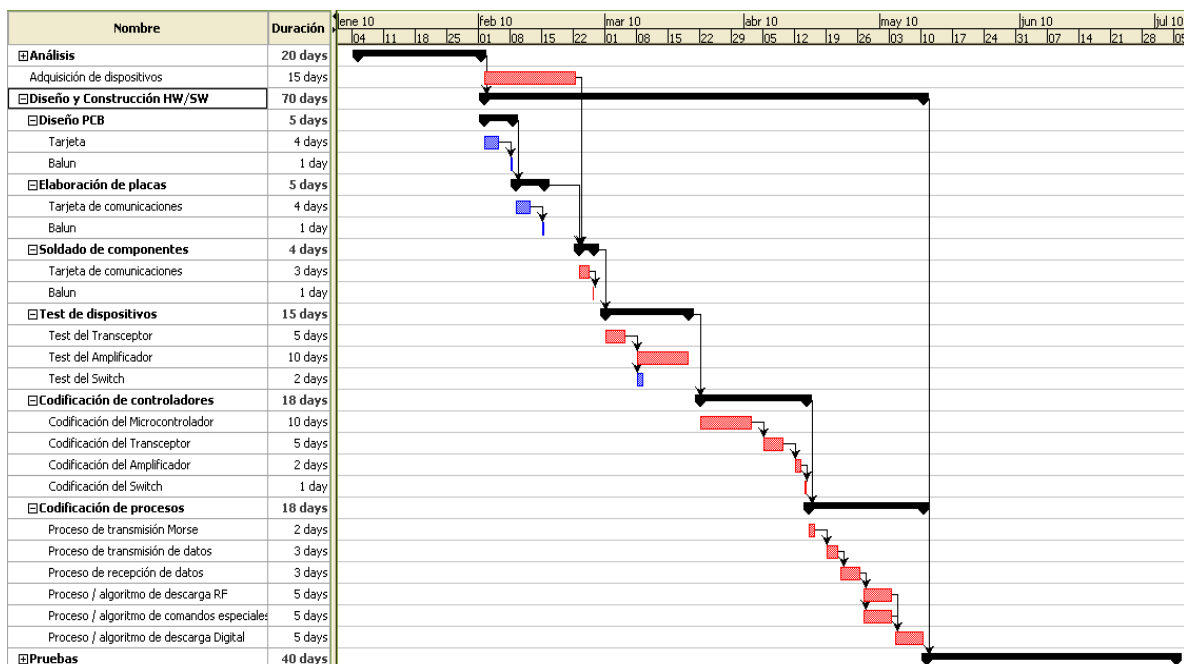 Nombre Duración ene 10 feb 10 mar 10 abr 10 may 10 jun 10 jul 10
04 11 18 25 01 08 15 22 01 08 15 22 29 05 12 19 26 03 10 17 24 31 07 14 21 28 05
Análisis 20 days
Adquisición de dispositivos 15 days
Diseño y Construcción HW/SW 70 days
Diseño PCB 5 days
Tarjeta 4 days
Balun 1 day
Elaboración de placas 5 days
Tarjeta de comunicaciones 4 days
Balun 1 day
Soldado de componentes 4 days
Tarjeta de comunicaciones 3 days
Balun 1 day
Test de dispositivos 15 days
Test del Transceptor 5 days
Test del Amplificador 10 days
Test del Switch 2 days
Codificación de controladores 18 days
Codificación del Microcontrolador 10 days
Codificación del Transceptor 5 days
Codificación del Amplificador 2 days
Codificación del Switch 1 day
Codificación de procesos 18 days
Proceso de transmisión Morse 2 days
Proceso de transmisión de datos 3 days
Proceso de recepción de datos 3 days
Proceso / algoritmo de descarga RF 5 days
Proceso / algoritmo de comandos especiales 5 days
Proceso / algoritmo de descarga Digital 5 days
Pruebas 40 days